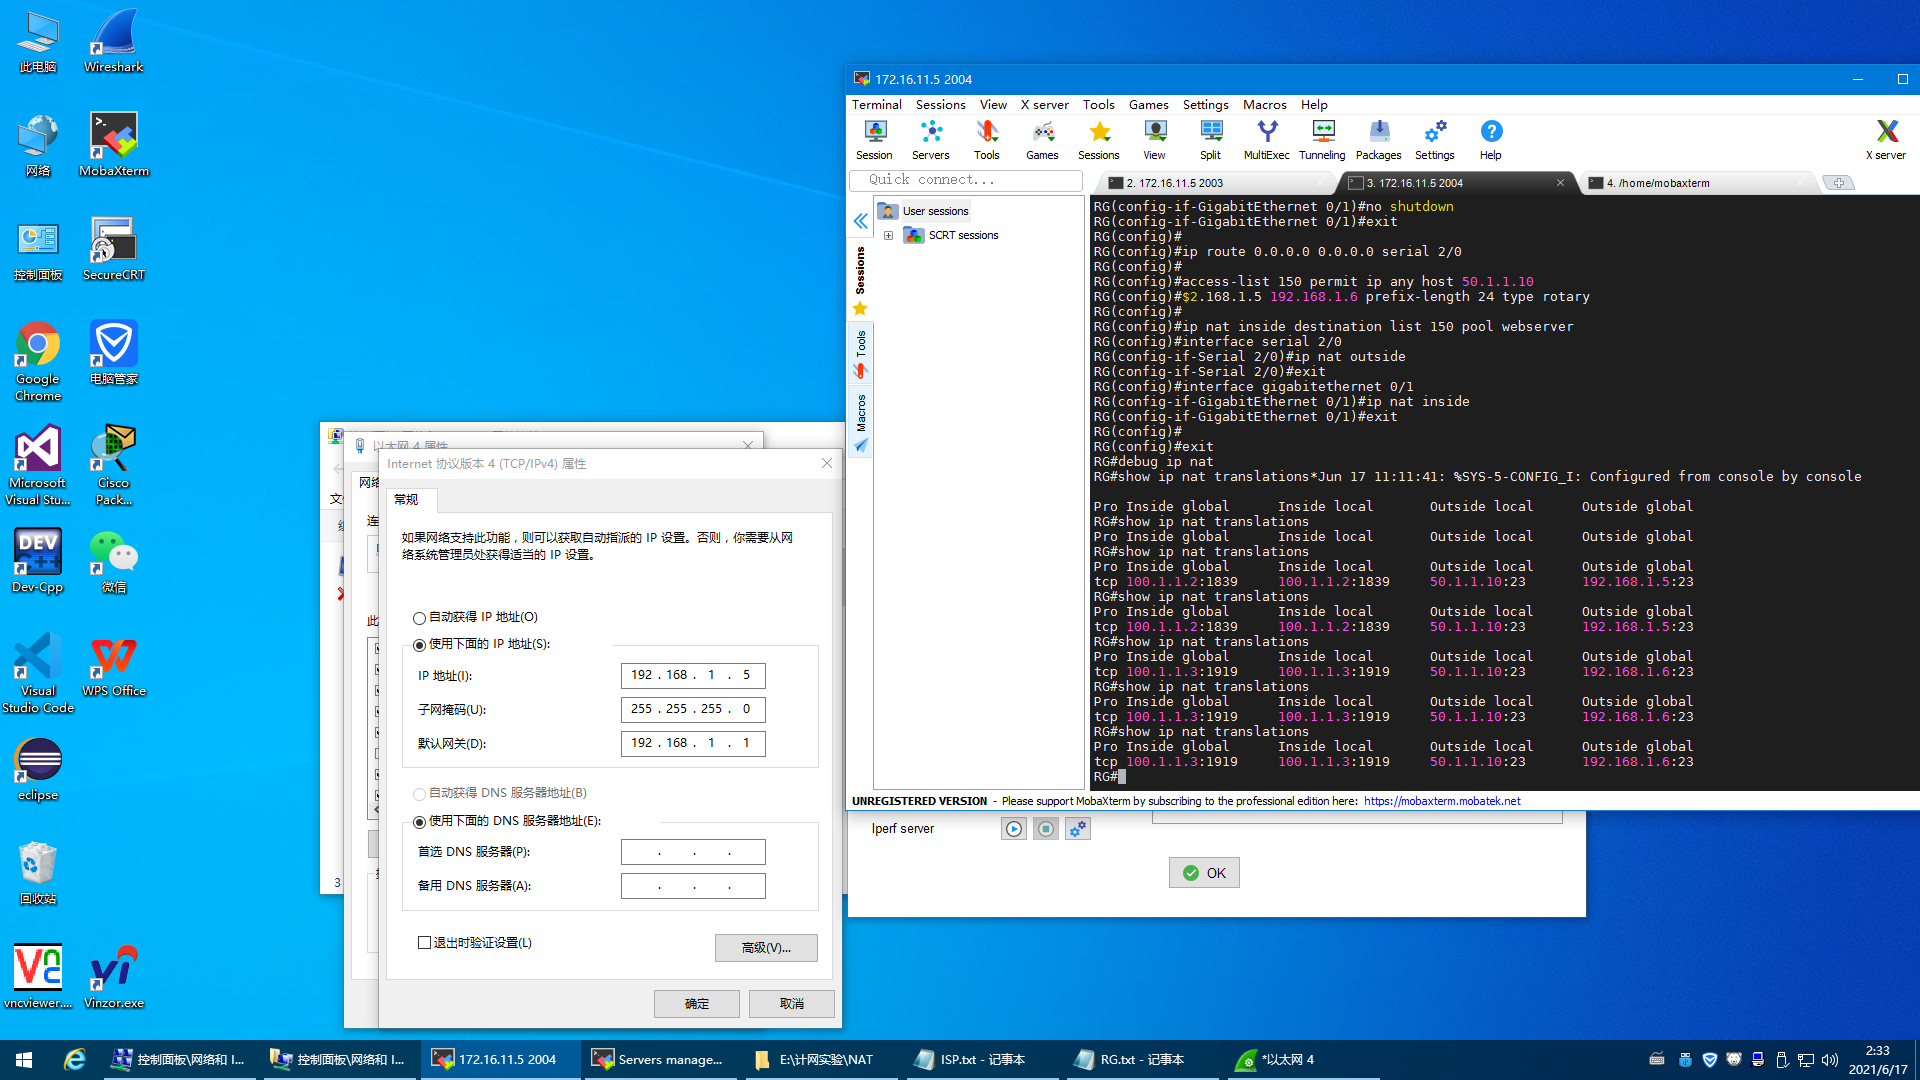 此电脑
Wireshark
网络
MobaXterm
控制面板
SecureCRT
Google
Chrome
电脑管家
Microsoft
Visual Stu...
Cisco
Pack...
Dev-Cpp
微信
Visual
Studio Code
WPS Office
eclipse
回收站
vncviewer....
Vinzor.exe
172.16.11.5 2004
Terminal Sessions View X server Tools Games Settings Macros Help
Session Servers Tools Games Sessions View Split MultiExec Tunneling Packages Settings Help X server
Quick connect...
2. 172.16.11.5 2003
3. 172.16.11.5 2004
4. /home/mobaxterm
User sessions
SCRT sessions
Sessions
Tools
Macros
RG(config-if-GigabitEthernet 0/1)#no shutdown
RG(config-if-GigabitEthernet 0/1)#exit
RG(config)#
RG(config)#ip route 0.0.0.0 0.0.0.0 serial 2/0
RG(config)#
RG(config)#access-list 150 permit ip any host 50.1.1.10
RG(config)#$2.168.1.5 192.168.1.6 prefix-length 24 type rotary
RG(config)#
RG(config)#ip nat inside destination list 150 pool webserver
RG(config)#interface serial 2/0
RG(config-if-Serial 2/0)#ip nat outside
RG(config-if-Serial 2/0)#exit
RG(config)#interface gigabitethernet 0/1
RG(config-if-GigabitEthernet 0/1)#ip nat inside
RG(config-if-GigabitEthernet 0/1)#exit
RG(config)#
RG(config)#exit
RG#debug ip nat
RG#show ip nat translations*Jun 17 11:11:41: %SYS-5-CONFIG_I: Configured from console by console
Pro Inside global Inside local Outside local Outside global
RG#show ip nat translations
Pro Inside global Inside local Outside local Outside global
RG#show ip nat translations
Pro Inside global Inside local Outside local Outside global
tcp 100.1.1.2:1839 100.1.1.2:1839 50.1.1.10:23 192.168.1.5:23
RG#show ip nat translations
Pro Inside global Inside local Outside local Outside global
tcp 100.1.1.2:1839 100.1.1.2:1839 50.1.1.10:23 192.168.1.5:23
RG#show ip nat translations
Pro Inside global Inside local Outside local Outside global
tcp 100.1.1.3:1919 100.1.1.3:1919 50.1.1.10:23 192.168.1.6:23
RG#show ip nat translations
Pro Inside global Inside local Outside local Outside global
tcp 100.1.1.3:1919 100.1.1.3:1919 50.1.1.10:23 192.168.1.6:23
RG#show ip nat translations
Pro Inside global Inside local Outside local Outside global
tcp 100.1.1.3:1919 100.1.1.3:1919 50.1.1.10:23 192.168.1.6:23
RG#
UNREGISTERED VERSION - Please support MobaXterm by subscribing to the professional edition here: https://mobaxterm.mobatek.net
Iperf server
OK
以太网 4 属性
网络
3
Internet 协议版本 4 (TCP/IPv4) 属性
常规
如果网络支持此功能，则可以获取自动指派的 IP 设置。否则，你需要从网
络系统管理员处获得适当的 IP 设置。
自动获得 IP 地址(O)
使用下面的 IP 地址(S):
IP 地址(I): 192 . 168 . 1 . 5
子网掩码(U): 255 . 255 . 255 . 0
默认网关(D): 192 . 168 . 1 . 1
自动获得 DNS 服务器地址(B)
使用下面的 DNS 服务器地址(E):
首选 DNS 服务器(P): . . .
备用 DNS 服务器(A): . . .
退出时验证设置(L)
高级(V)...
确定
取消
控制面板\网络和 I...
控制面板\网络和 I...
172.16.11.5 2004
Servers manage...
E:\计网实验\NAT
ISP.txt - 记事本
RG.txt - 记事本
*以太网 4
2:33
2021/6/17